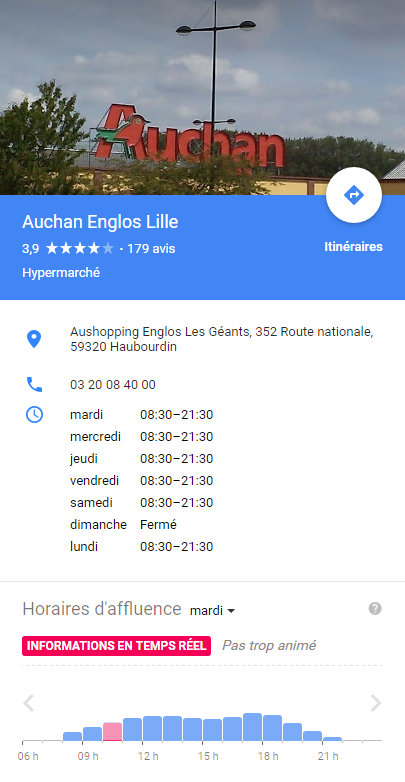 Auchan
Auchan Englos Lille
3,9 ★★★★★ · 179 avis
Itinéraires
Hypermarché
Aushopping Englos Les Géants, 352 Route nationale,
59320 Haubourdin
03 20 08 40 00
mardi 08:30–21:30
mercredi 08:30–21:30
jeudi 08:30–21:30
vendredi 08:30–21:30
samedi 08:30–21:30
dimanche Fermé
lundi 08:30–21:30
Horaires d'affluence mardi
?
INFORMATIONS EN TEMPS RÉEL Pas trop animé
06 h 09 h 12 h 15 h 18 h 21 h